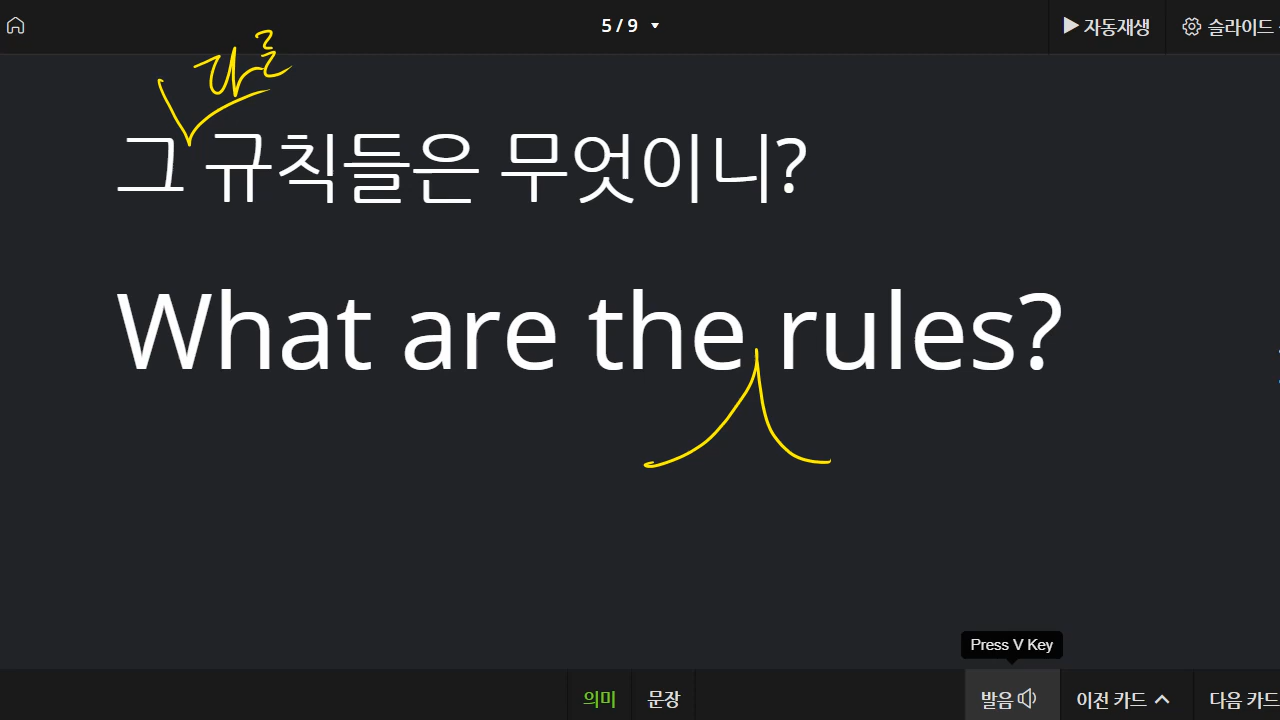 5 / 9
자동재생
슬라이드
다른
그 규칙들은 무엇이니?
What are the rules?
Press V Key
의미
문장
발음
이전 카드
다음 카드